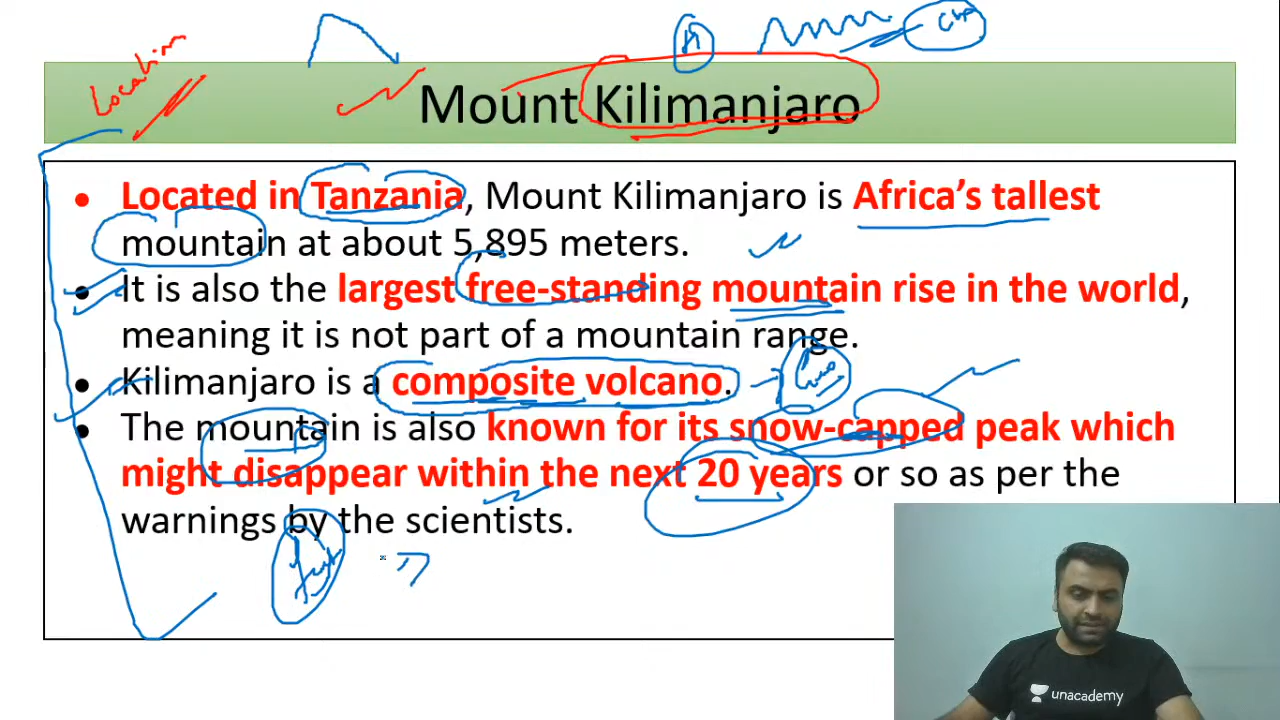 Location
Mount Kilimanjaro
• Located in Tanzania, Mount Kilimanjaro is Africa's tallest
mountain at about 5,895 meters.
• It is also the largest free-standing mountain rise in the world,
meaning it is not part of a mountain range.
• Kilimanjaro is a composite volcano.
• The mountain is also known for its snow-capped peak which
might disappear within the next 20 years or so as per the
warnings by the scientists.
unacademy